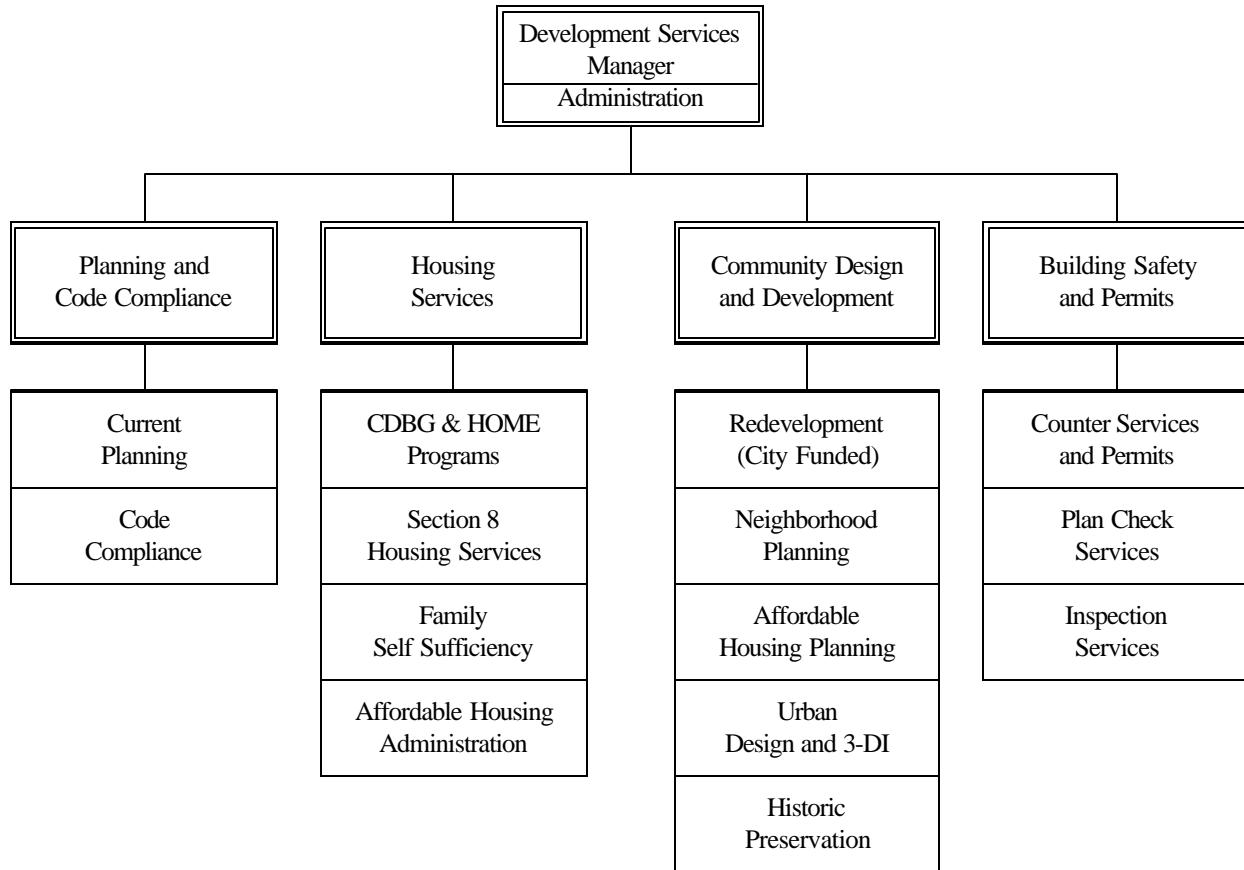 Development Services
Manager
Administration
Planning and
Code Compliance
Housing
Services
Community Design
and Development
Building Safety
and Permits
Current
Planning
Code
Compliance
CDBG & HOME
Programs
Section 8
Housing Services
Family
Self Sufficiency
Affordable Housing
Administration
Redevelopment
(City Funded)
Neighborhood
Planning
Affordable
Housing Planning
Urban
Design and 3-DI
Historic
Preservation
Counter Services
and Permits
Plan Check
Services
Inspection
Services